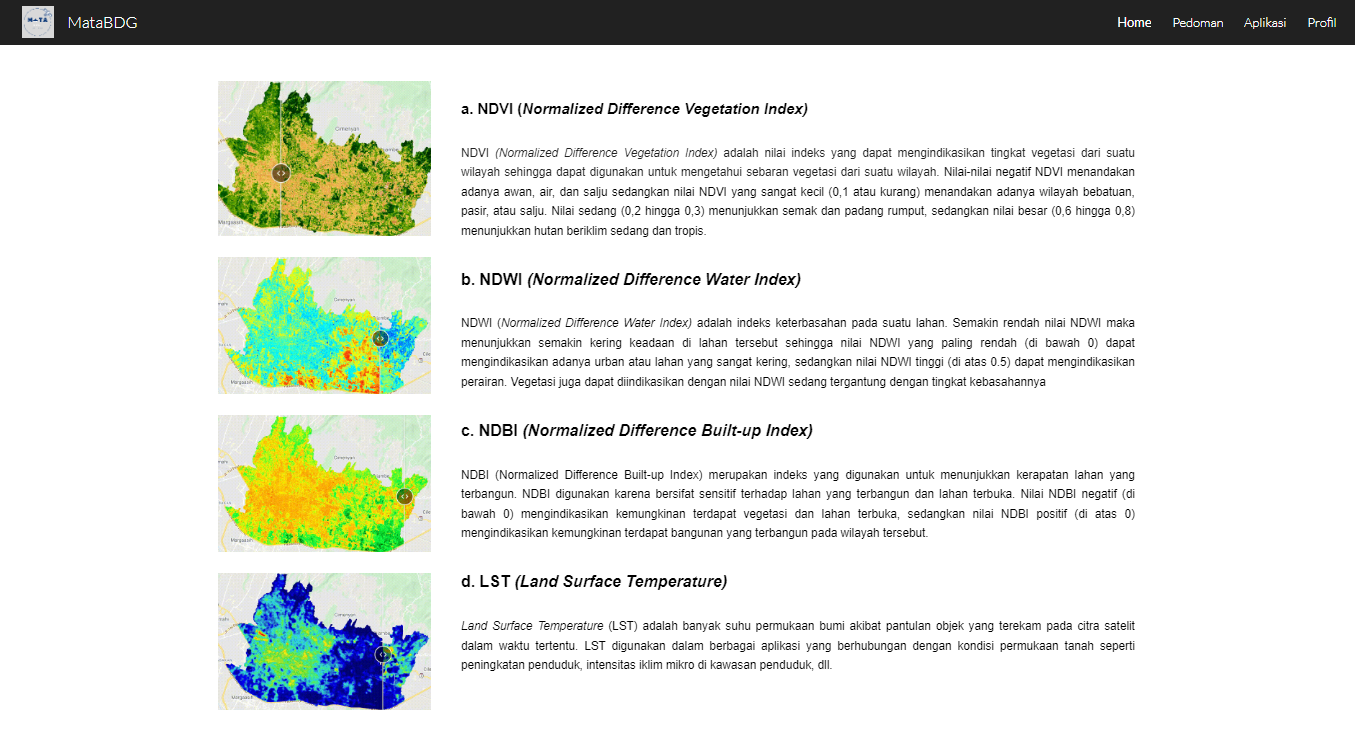 MATA
MataBDG
Home Pedoman Aplikasi Profil
Cimenyan
Margaasih
a. NDVI (Normalized Difference Vegetation Index)
NDVI (Normalized Difference Vegetation Index) adalah nilai indeks yang dapat mengindikasikan tingkat vegetasi dari suatu
wilayah sehingga dapat digunakan untuk mengetahui sebaran vegetasi dari suatu wilayah. Nilai-nilai negatif NDVI menandakan
adanya awan, air, dan salju sedangkan nilai NDVI yang sangat kecil (0,1 atau kurang) menandakan adanya wilayah bebatuan,
pasir, atau salju. Nilai sedang (0,2 hingga 0,3) menunjukkan semak dan padang rumput, sedangkan nilai besar (0,6 hingga 0,8)
menunjukkan hutan beriklim sedang dan tropis.
Cimenyan
Margaasih
b. NDWI (Normalized Difference Water Index)
NDWI (Normalized Difference Water Index) adalah indeks keterbasahan pada suatu lahan. Semakin rendah nilai NDWI maka
menunjukkan semakin kering keadaan di lahan tersebut sehingga nilai NDWI yang paling rendah (di bawah 0) dapat
mengindikasikan adanya urban atau lahan yang sangat kering, sedangkan nilai NDWI tinggi (di atas 0.5) dapat mengindikasikan
perairan. Vegetasi juga dapat diindikasikan dengan nilai NDWI sedang tergantung dengan tingkat kebasahannya
Cimenyan
Margaasih
c. NDBI (Normalized Difference Built-up Index)
NDBI (Normalized Difference Built-up Index) merupakan indeks yang digunakan untuk menunjukkan kerapatan lahan yang
terbangun. NDBI digunakan karena bersifat sensitif terhadap lahan yang terbangun dan lahan terbuka. Nilai NDBI negatif (di
bawah 0) mengindikasikan kemungkinan terdapat vegetasi dan lahan terbuka, sedangkan nilai NDBI positif (di atas 0)
mengindikasikan kemungkinan terdapat bangunan yang terbangun pada wilayah tersebut.
Cimenyan
Margaasih
d. LST (Land Surface Temperature)
Land Surface Temperature (LST) adalah banyak suhu permukaan bumi akibat pantulan objek yang terekam pada citra satelit
dalam waktu tertentu. LST digunakan dalam berbagai aplikasi yang berhubungan dengan kondisi permukaan tanah seperti
peningkatan penduduk, intensitas iklim mikro di kawasan penduduk, dll.